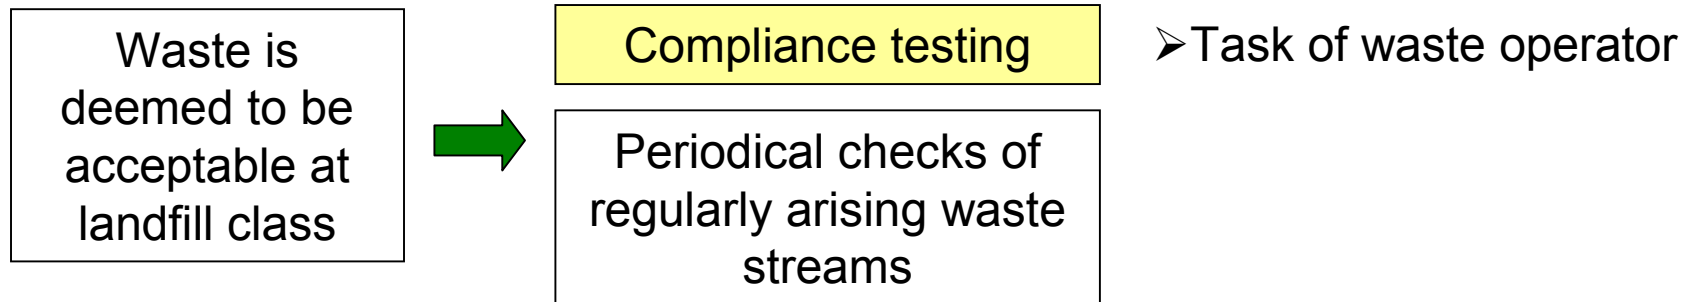 Waste is
deemed to be
acceptable at
landfill class
Compliance testing
Periodical checks of
regularly arising waste
streams
➢Task of waste operator